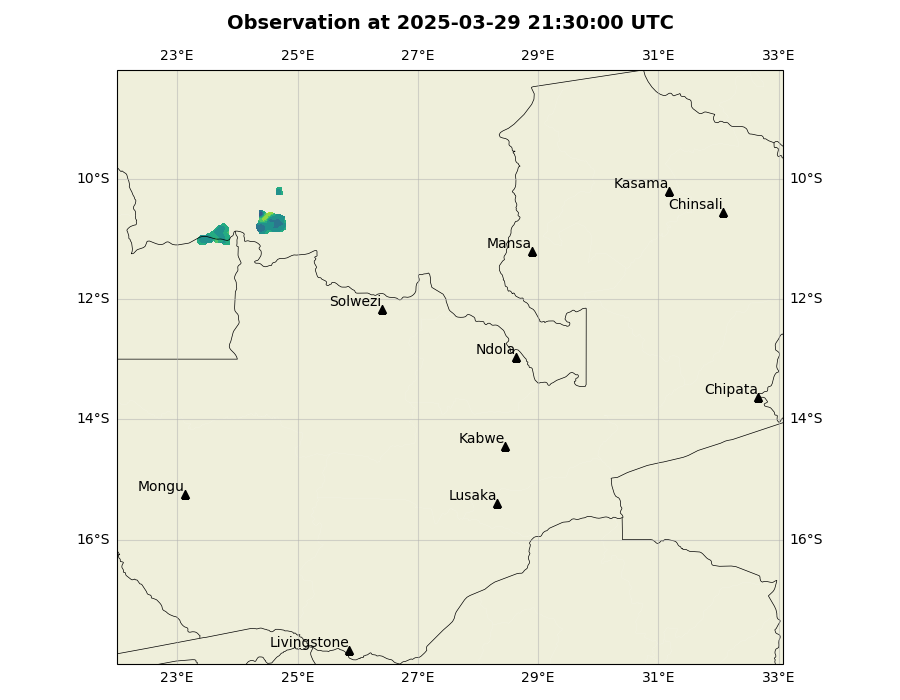 Observation at 2025-03-29 21:30:00 UTC
23°E 25°E 27°E 29°E 31°E 33°E
10°S 10°S
Kasama
Chinsali
Mansa
12°S 12°S
Solwezi
Ndola
Chipata
14°S 14°S
Kabwe
Mongu
Lusaka
16°S 16°S
Livingstone
23°E 25°E 27°E 29°E 31°E 33°E